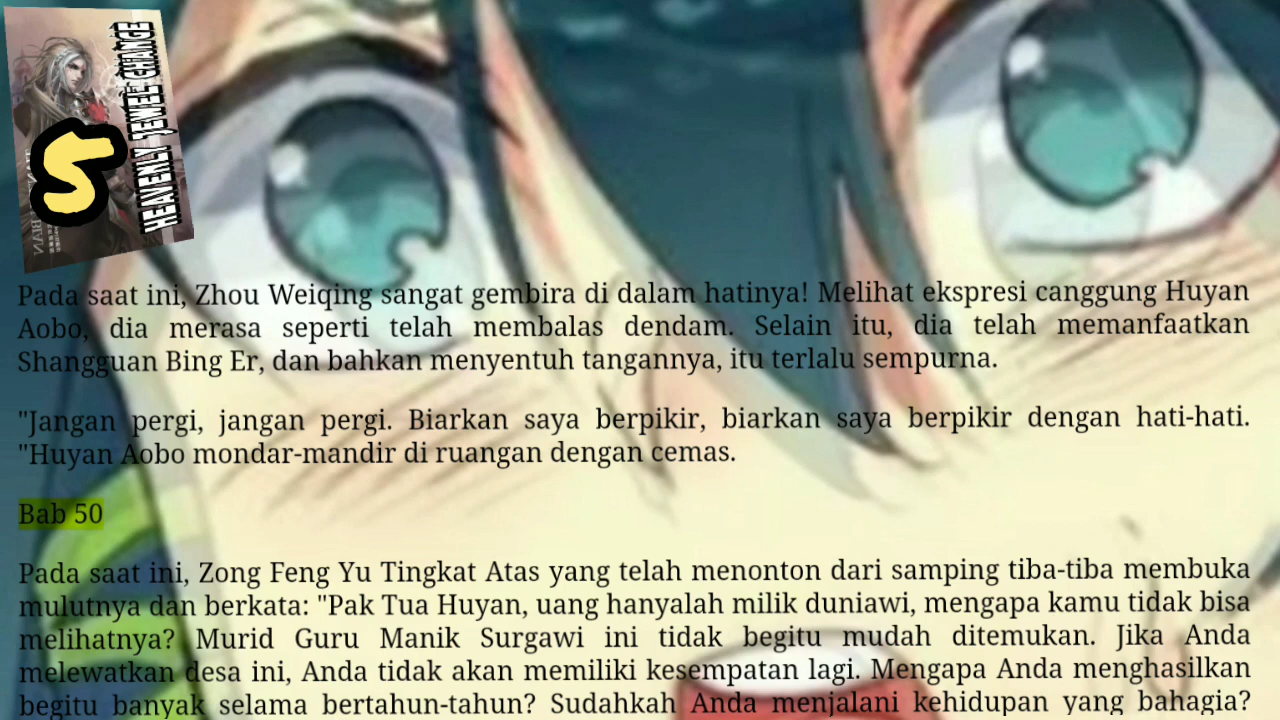 HEAVENLY JEWEL CHANGE
5
Pada saat ini, Zhou Weiqing sangat gembira di dalam hatinya! Melihat ekspresi canggung Huyan
Aobo, dia merasa seperti telah membalas dendam. Selain itu, dia telah memanfaatkan
Shangguan Bing Er, dan bahkan menyentuh tangannya, itu terlalu sempurna.
"Jangan pergi, jangan pergi. Biarkan saya berpikir, biarkan saya berpikir dengan hati-hati.
"Huyan Aobo mondar-mandir di ruangan dengan cemas.
Bab 50
Pada saat ini, Zong Feng Yu Tingkat Atas yang telah menonton dari samping tiba-tiba membuka
mulutnya dan berkata: "Pak Tua Huyan, uang hanyalah milik duniawi, mengapa kamu tidak bisa
melihatnya? Murid Guru Manik Surgawi ini tidak begitu mudah ditemukan. Jika Anda
melewatkan desa ini, Anda tidak akan memiliki kesempatan lagi. Mengapa Anda menghasilkan
begitu banyak selama bertahun-tahun? Sudahkah Anda menjalani kehidupan yang bahagia?